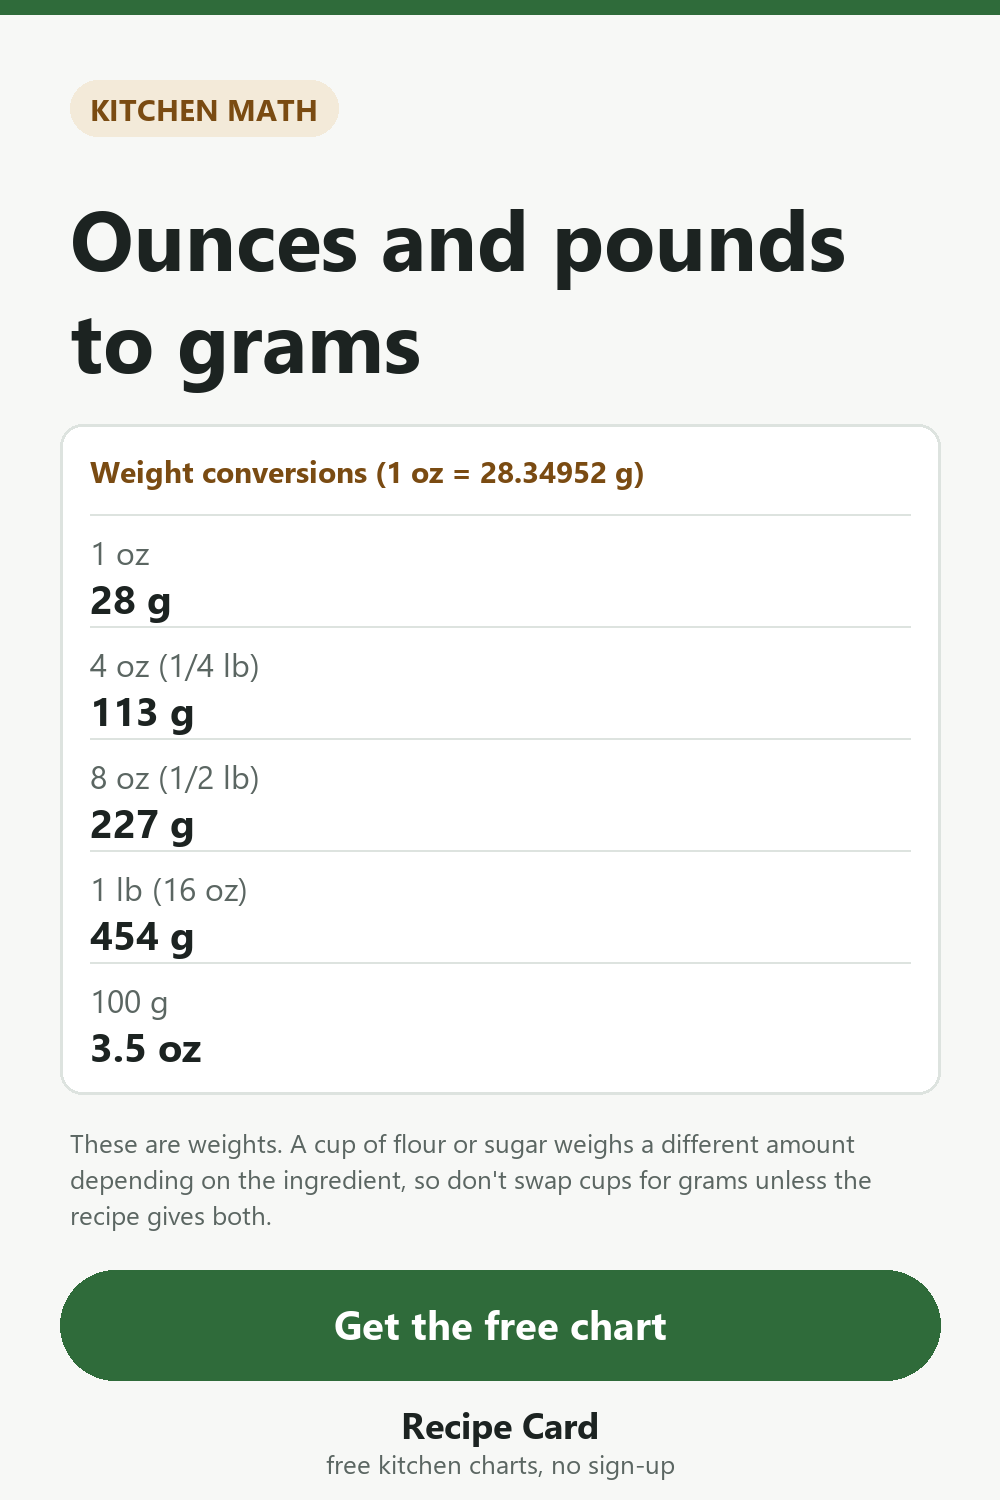 KITCHEN MATH
Ounces and pounds
to grams
Weight conversions (1 oz = 28.34952 g)
1 oz
28 g
4 oz (1/4 lb)
113 g
8 oz (1/2 lb)
227 g
1 lb (16 oz)
454 g
100 g
3.5 oz
These are weights. A cup of flour or sugar weighs a different amount
depending on the ingredient, so don't swap cups for grams unless the
recipe gives both.
Get the free chart
Recipe Card
free kitchen charts, no sign-up